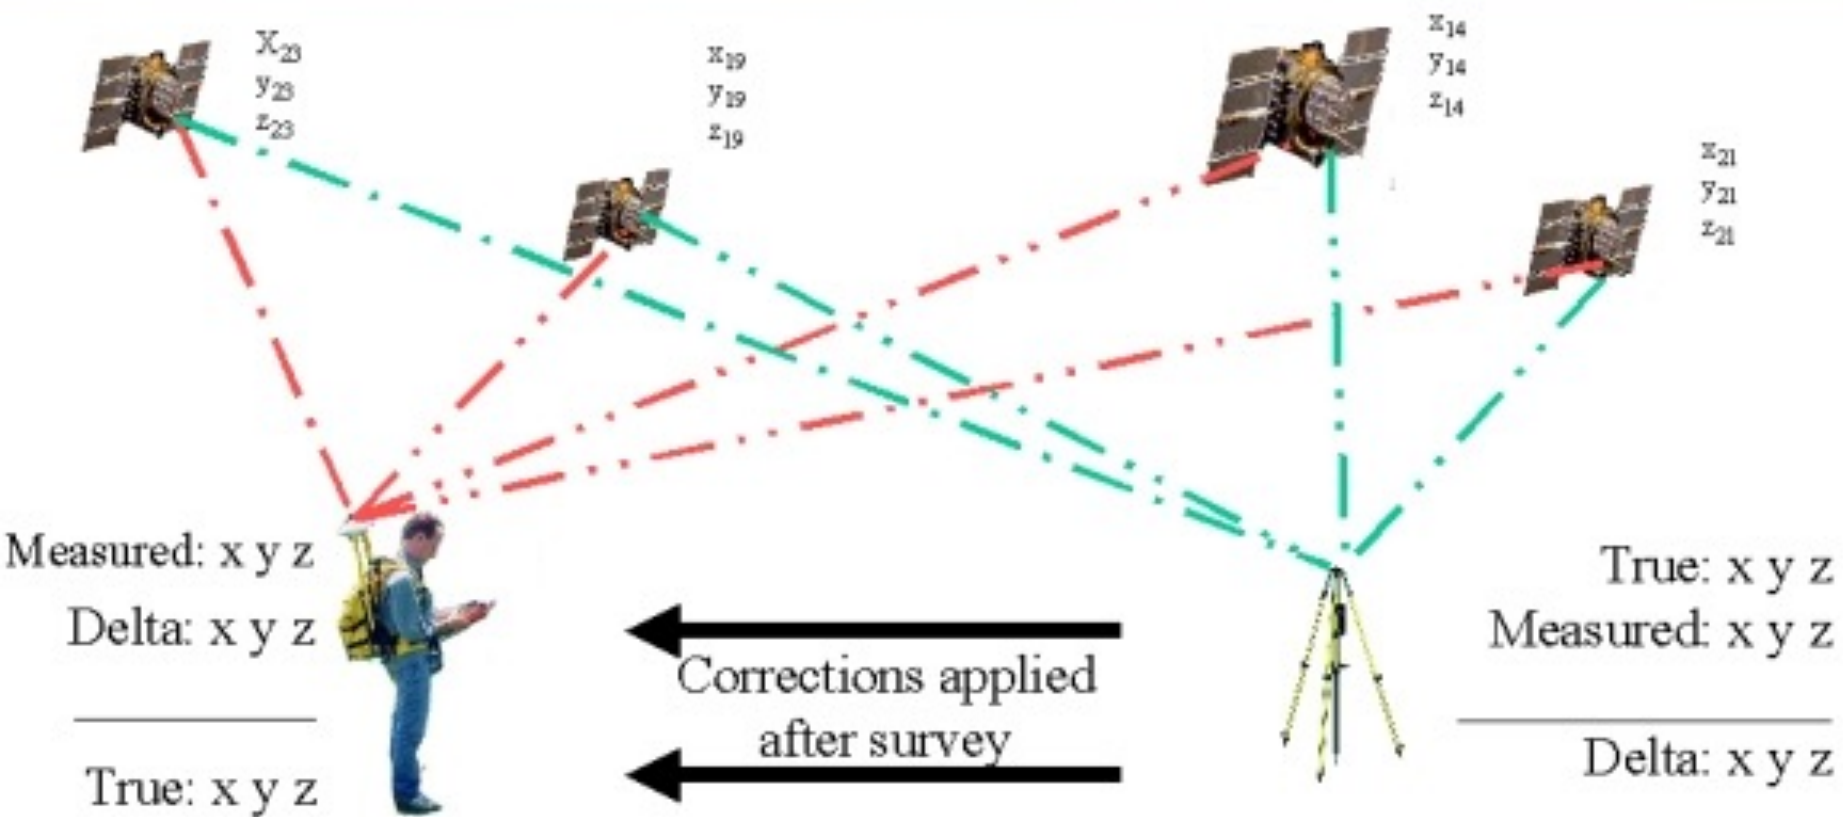 X23
y23
z23
x19
y19
z19
x14
y14
z14
x21
y21
z21
Measured: x y z
Delta: x y z
True: x y z
Corrections applied
after survey
True: x y z
Measured: x y z
Delta: x y z